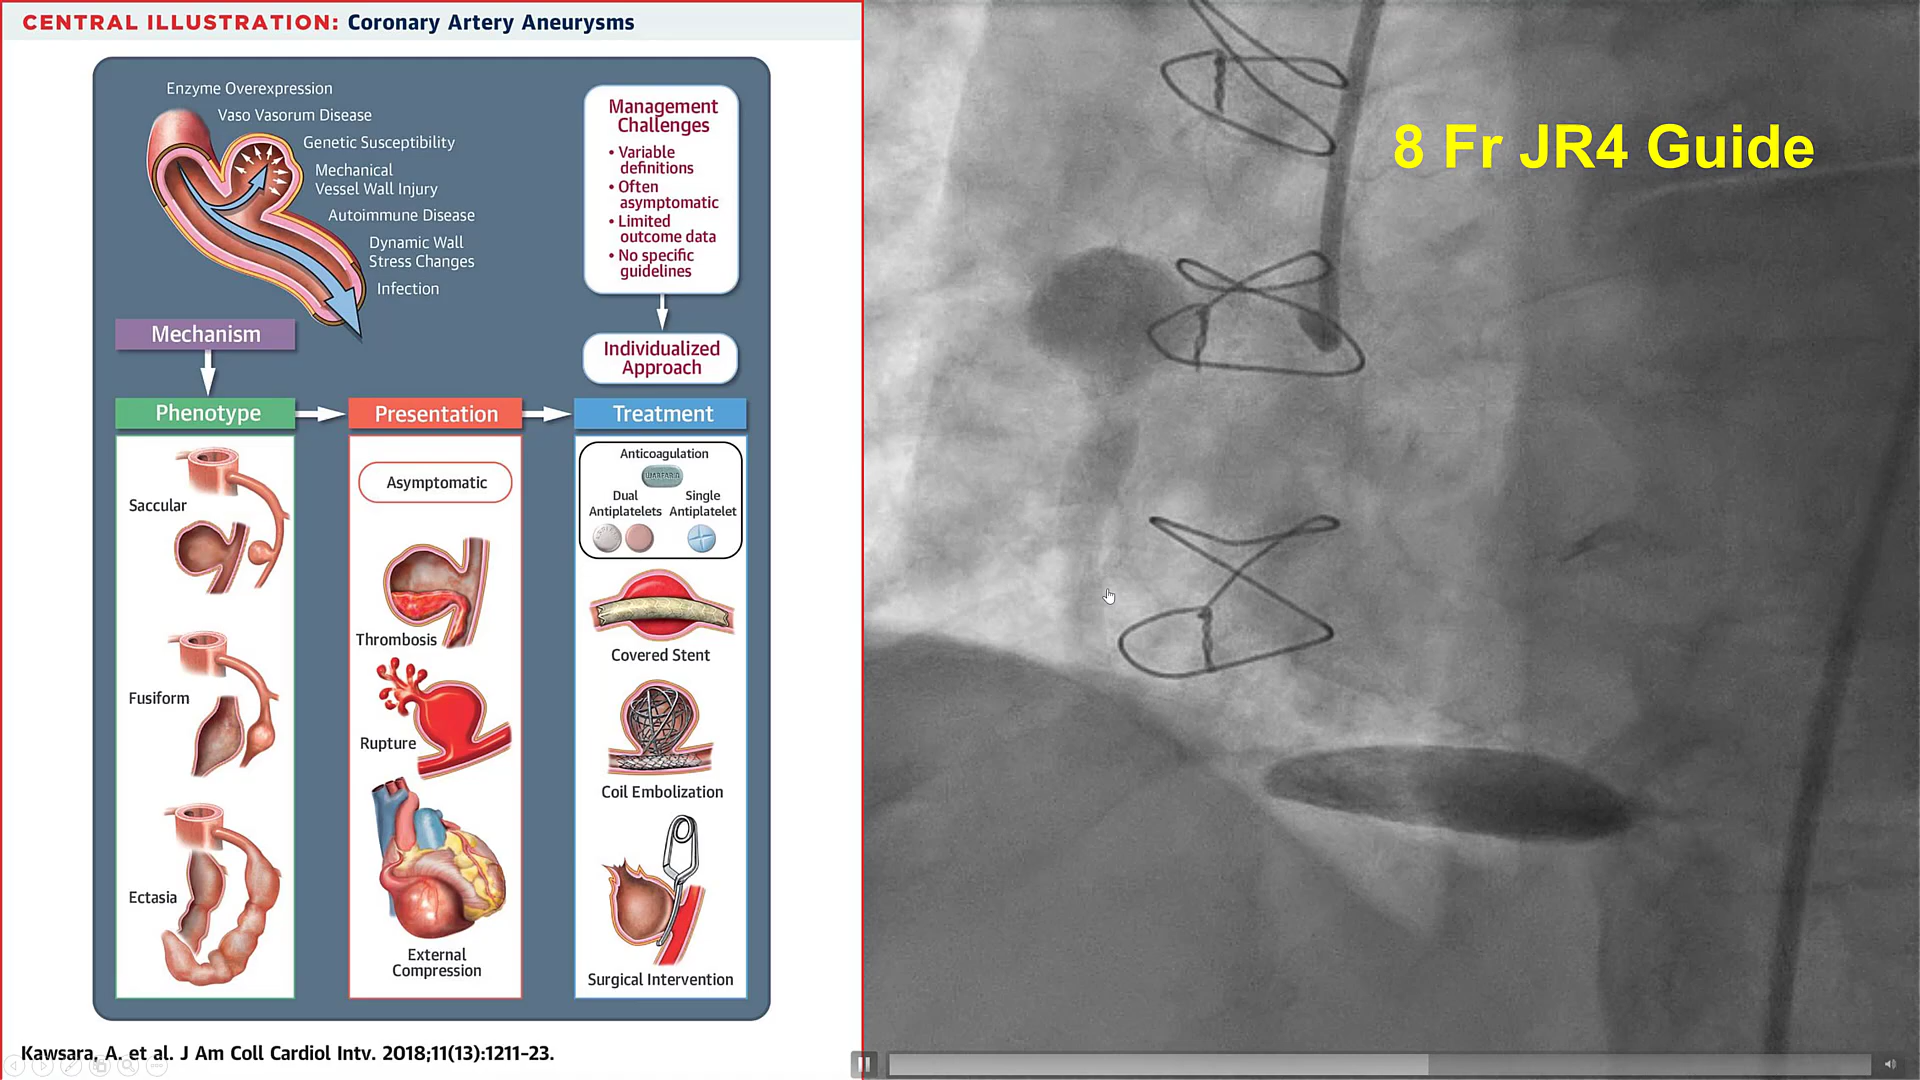 CENTRAL ILLUSTRATION: Coronary Artery Aneurysms
Enzyme Overexpression
Vaso Vasorum Disease
Genetic Susceptibility
Mechanical
Vessel Wall Injury
Autoimmune Disease
Dynamic Wall
Stress Changes
Infection
Management
Challenges
• Variable
definitions
• Often
asymptomatic
• Limited
outcome data
• No specific
guidelines
Individualized
Approach
Mechanism
Phenotype
Presentation
Treatment
Saccular
Fusiform
Ectasia
Asymptomatic
Thrombosis
Rupture
External
Compression
Anticoagulation
WARFARIN
Dual
Antiplatelets
Single
Antiplatelet
Covered Stent
Coil Embolization
Surgical Intervention
Kawsara, A. et al. J Am Coll Cardiol Intv. 2018;11(13):1211–23.
8 Fr JR4 Guide